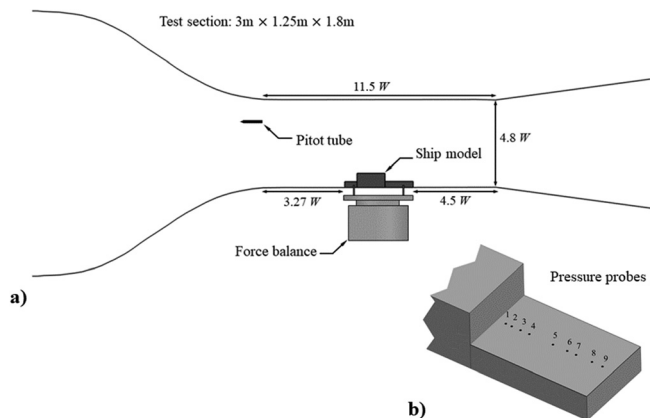 Test section: 3m × 1.25m × 1.8m
11.5 W
Pitot tube
4.8 W
Ship model
3.27 W
4.5 W
Force balance
a)
Pressure probes
1 2 3 4 5 6 7 8 9
b)